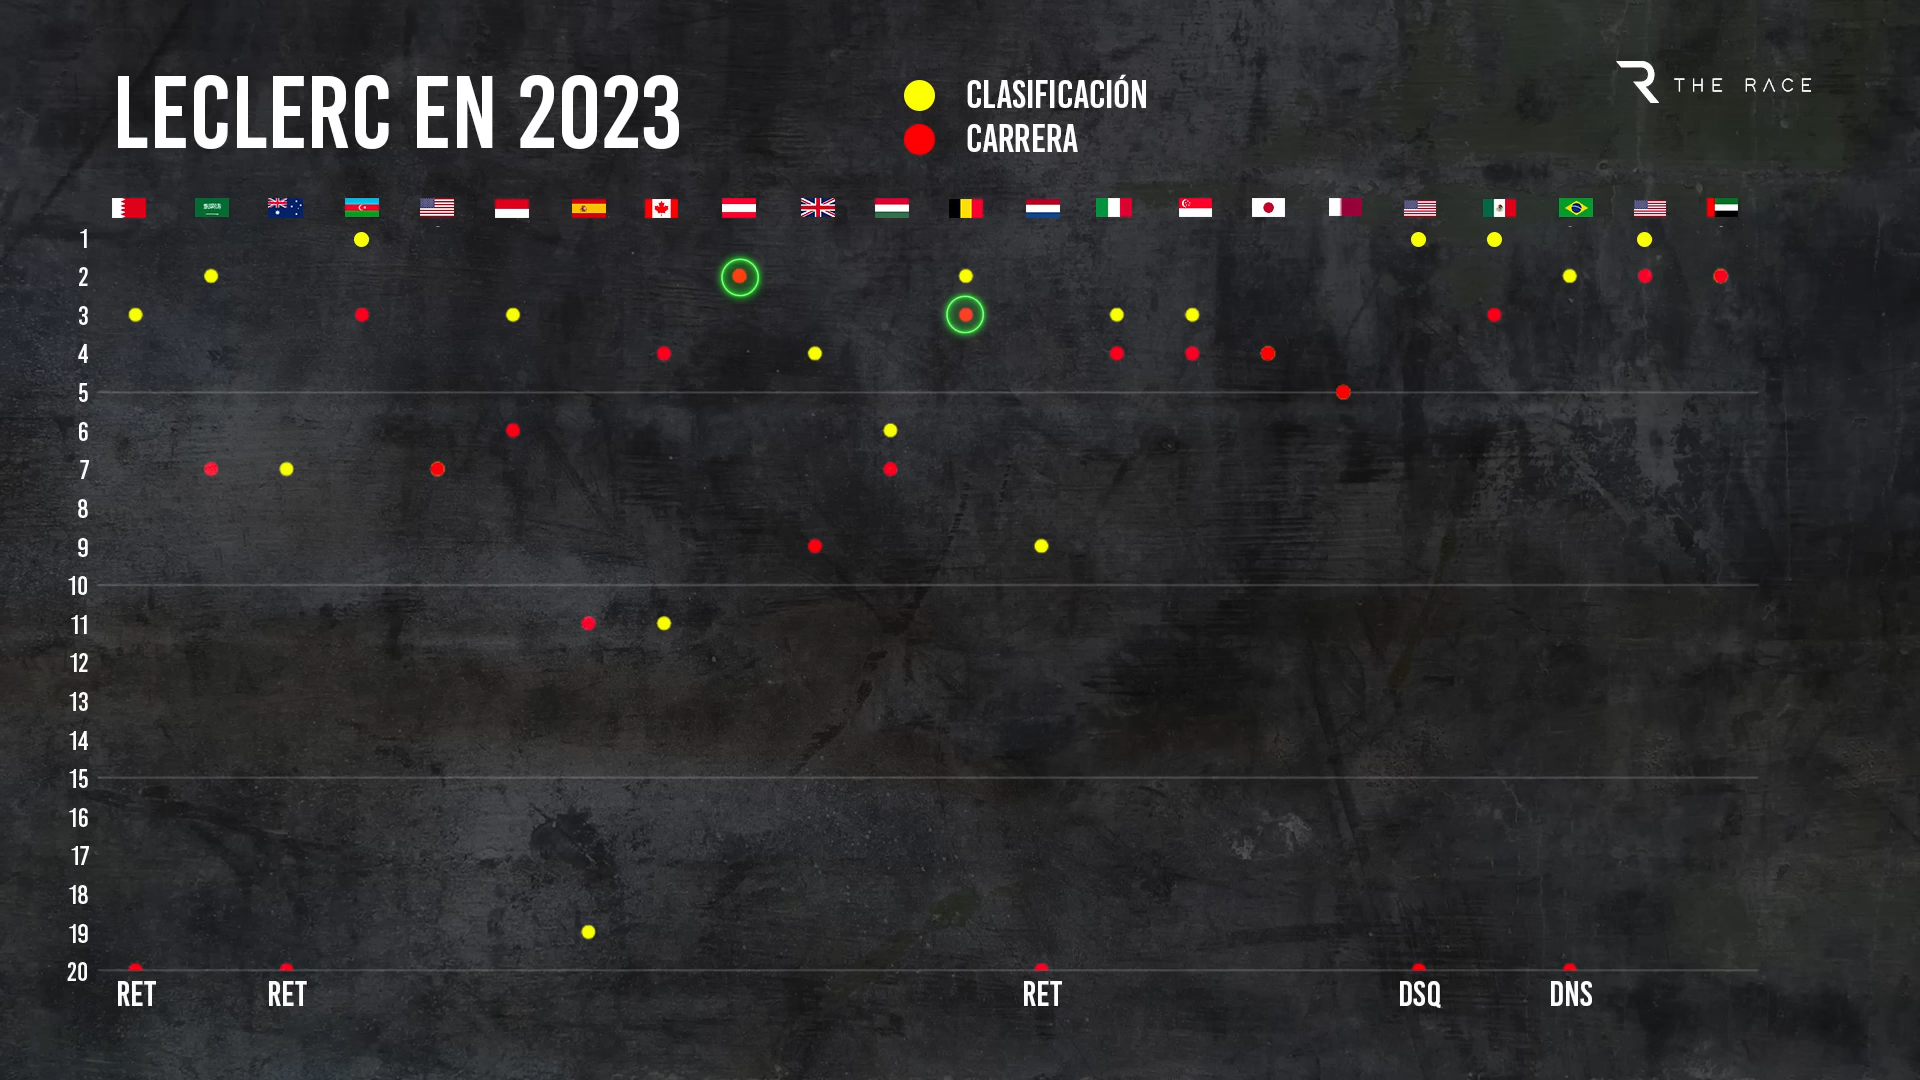 LECLERC EN 2023
CLASIFICACIÓN
CARRERA
THE RACE
1
2
3
4
5
6
7
8
9
10
11
12
13
14
15
16
17
18
19
20
RET
RET
RET
DSQ
DNS